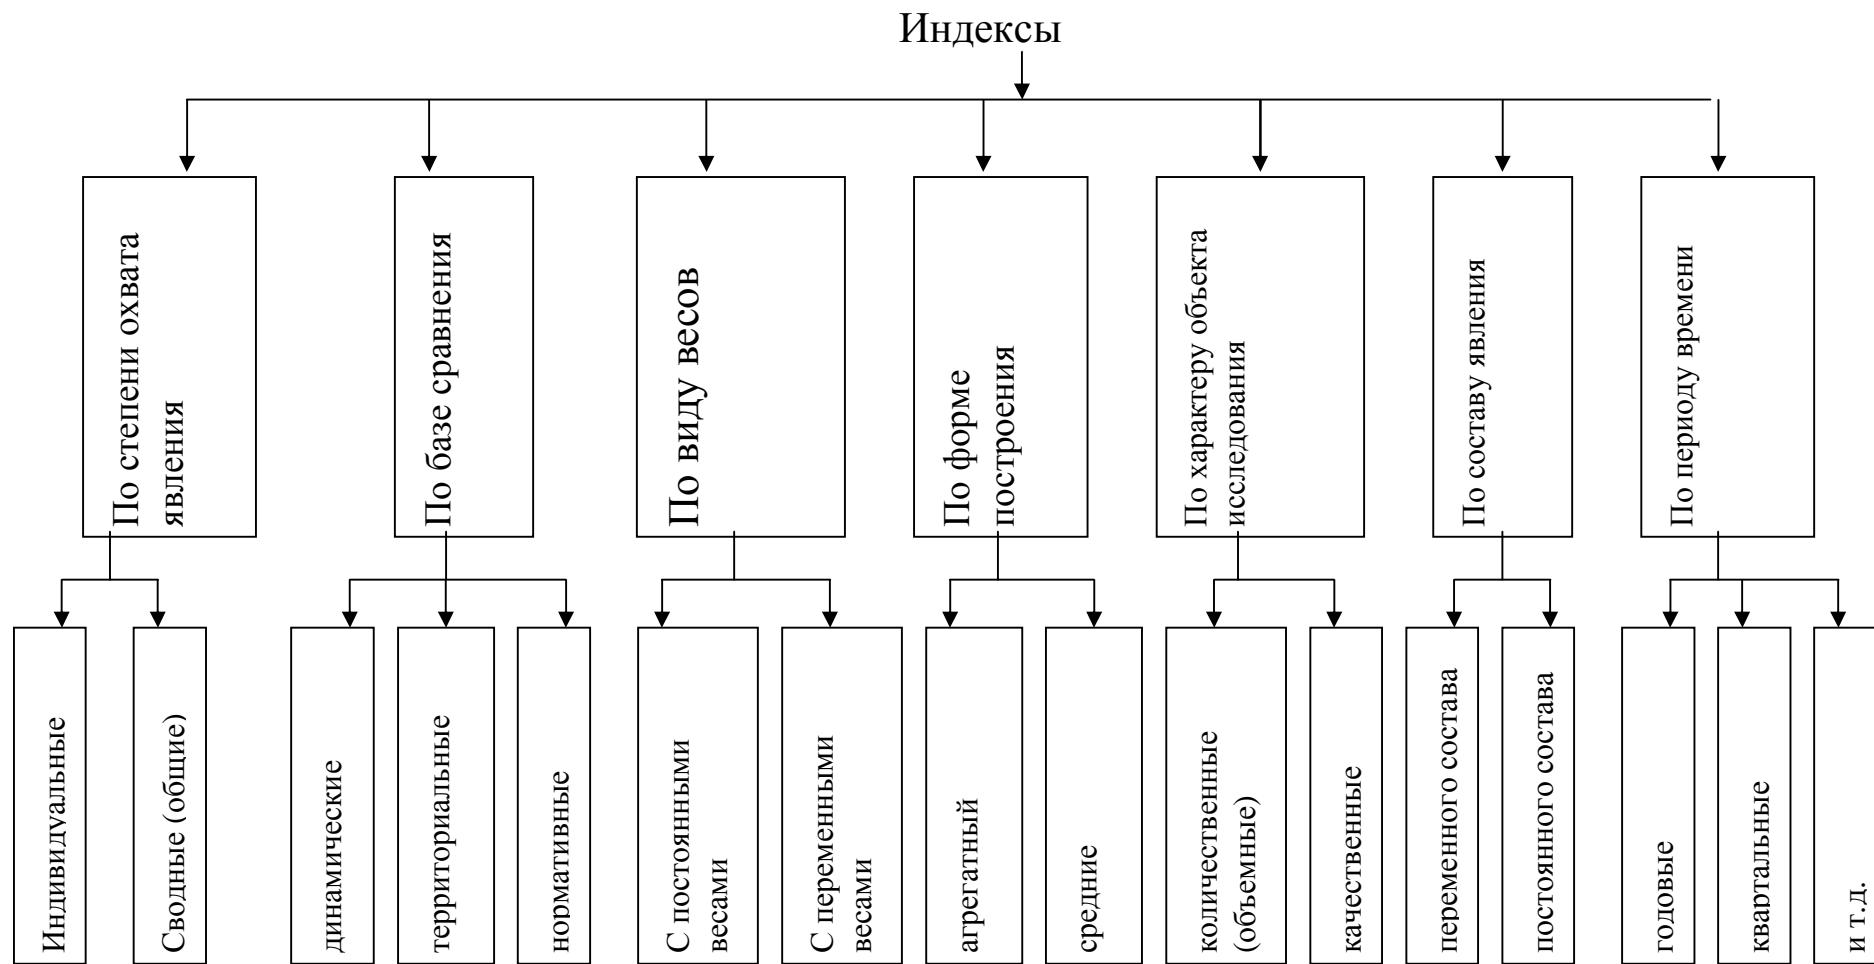 Индексы
По степени охвата
явления
По базе сравнения
По виду весов
По форме
построения
По характеру объекта
исследования
По составу явления
По периоду времени
Индивидуальные
Сводные (общие)
динамические
территориальные
нормативные
С постоянными
весами
С переменными
весами
агрегатный
средние
количественные
(объемные)
качественные
переменного состава
постоянного состава
годовые
квартальные
и т.д.